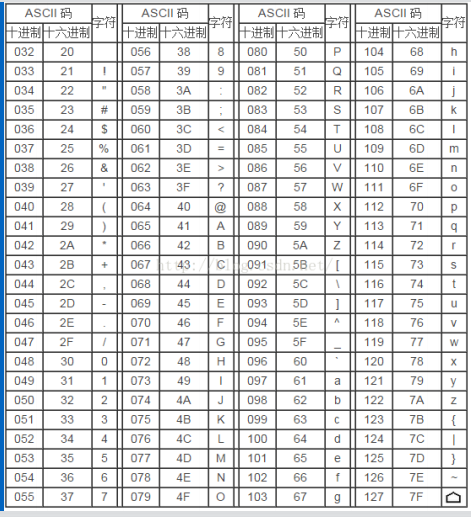 ASCII 码 字符 ASCII 码 字符 ASCII 码 字符 ASCII 码 字符
十进制 十六进制 十进制 十六进制 十进制 十六进制 十进制 十六进制
032 20 056 38 8 080 50 P 104 68 h
033 21 ! 057 39 9 081 51 Q 105 69 i
034 22 " 058 3A : 082 52 R 106 6A j
035 23 # 059 3B ; 083 53 S 107 6B k
036 24 $ 060 3C < 084 54 T 108 6C l
037 25 % 061 3D = 085 55 U 109 6D m
038 26 & 062 3E > 086 56 V 110 6E n
039 27 ' 063 3F ? 087 57 W 111 6F o
040 28 ( 064 40 @ 088 58 X 112 70 p
041 29 ) 065 41 A 089 59 Y 113 71 q
042 2A * 066 42 B 090 5A Z 114 72 r
043 2B + 067 43 C 091 5B [ 115 73 s
044 2C , 068 44 D 092 5C \ 116 74 t
045 2D - 069 45 E 093 5D ] 117 75 u
046 2E . 070 46 F 094 5E ^ 118 76 v
047 2F / 071 47 G 095 5F _ 119 77 w
048 30 0 072 48 H 096 60 ` 120 78 x
049 31 1 073 49 I 097 61 a 121 79 y
050 32 2 074 4A J 098 62 b 122 7A z
051 33 3 075 4B K 099 63 c 123 7B {
052 34 4 076 4C L 100 64 d 124 7C |
053 35 5 077 4D M 101 65 e 125 7D }
054 36 6 078 4E N 102 66 f 126 7E ~
055 37 7 079 4F O 103 67 g 127 7F ⌂